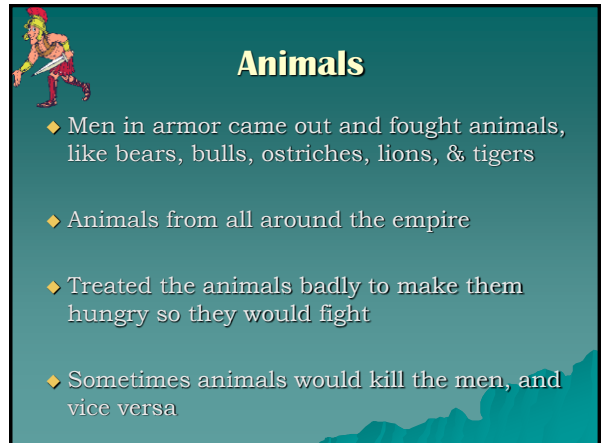 Animals
◆ Men in armor came out and fought animals,
like bears, bulls, ostriches, lions, & tigers
◆ Animals from all around the empire
◆ Treated the animals badly to make them
hungry so they would fight
◆ Sometimes animals would kill the men, and
vice versa